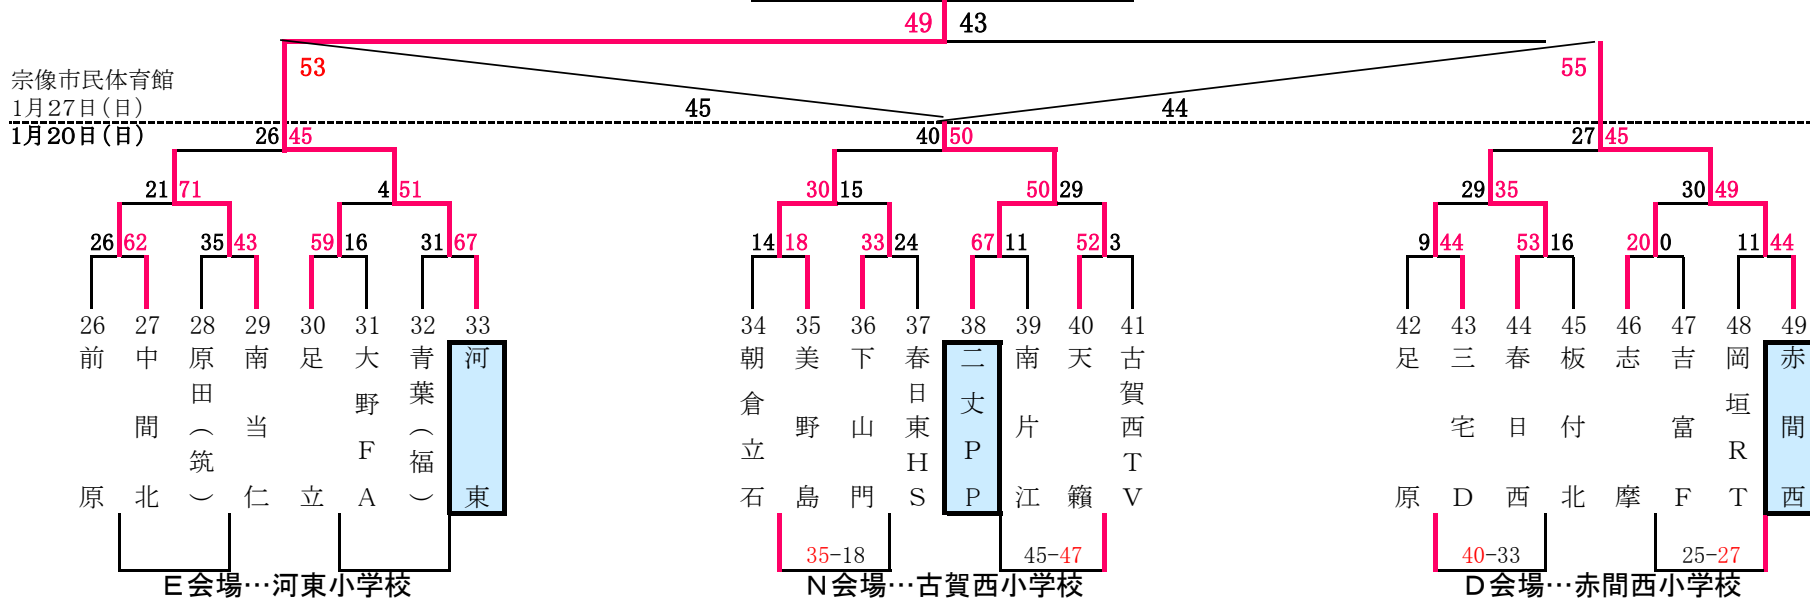 49 43
53 55
宗像市民体育館
1月27日(日)
45 44
1月20日(日)
26 45 40 50 27 45
21 71 4 51 30 15 50 29 29 35 30 49
26 62 35 43 59 16 31 67 14 18 33 24 67 11 52 3 9 44 53 16 20 0 11 44
26 27 28 29 30 31 32 33 34 35 36 37 38 39 40 41 42 43 44 45 46 47 48 49
前原
中間北
原田(筑)
南当仁
足立
大野FA
青葉(福)
河東
朝倉立石
美野島
下山門
春日東HS
二丈PP
南片江
天籟
古賀西TV
足原
三宅D
春日西
板付北
志摩
吉富F
岡垣RT
赤間西
35-18 45-47 40-33 25-27
E会場…河東小学校 N会場…古賀西小学校 D会場…赤間西小学校